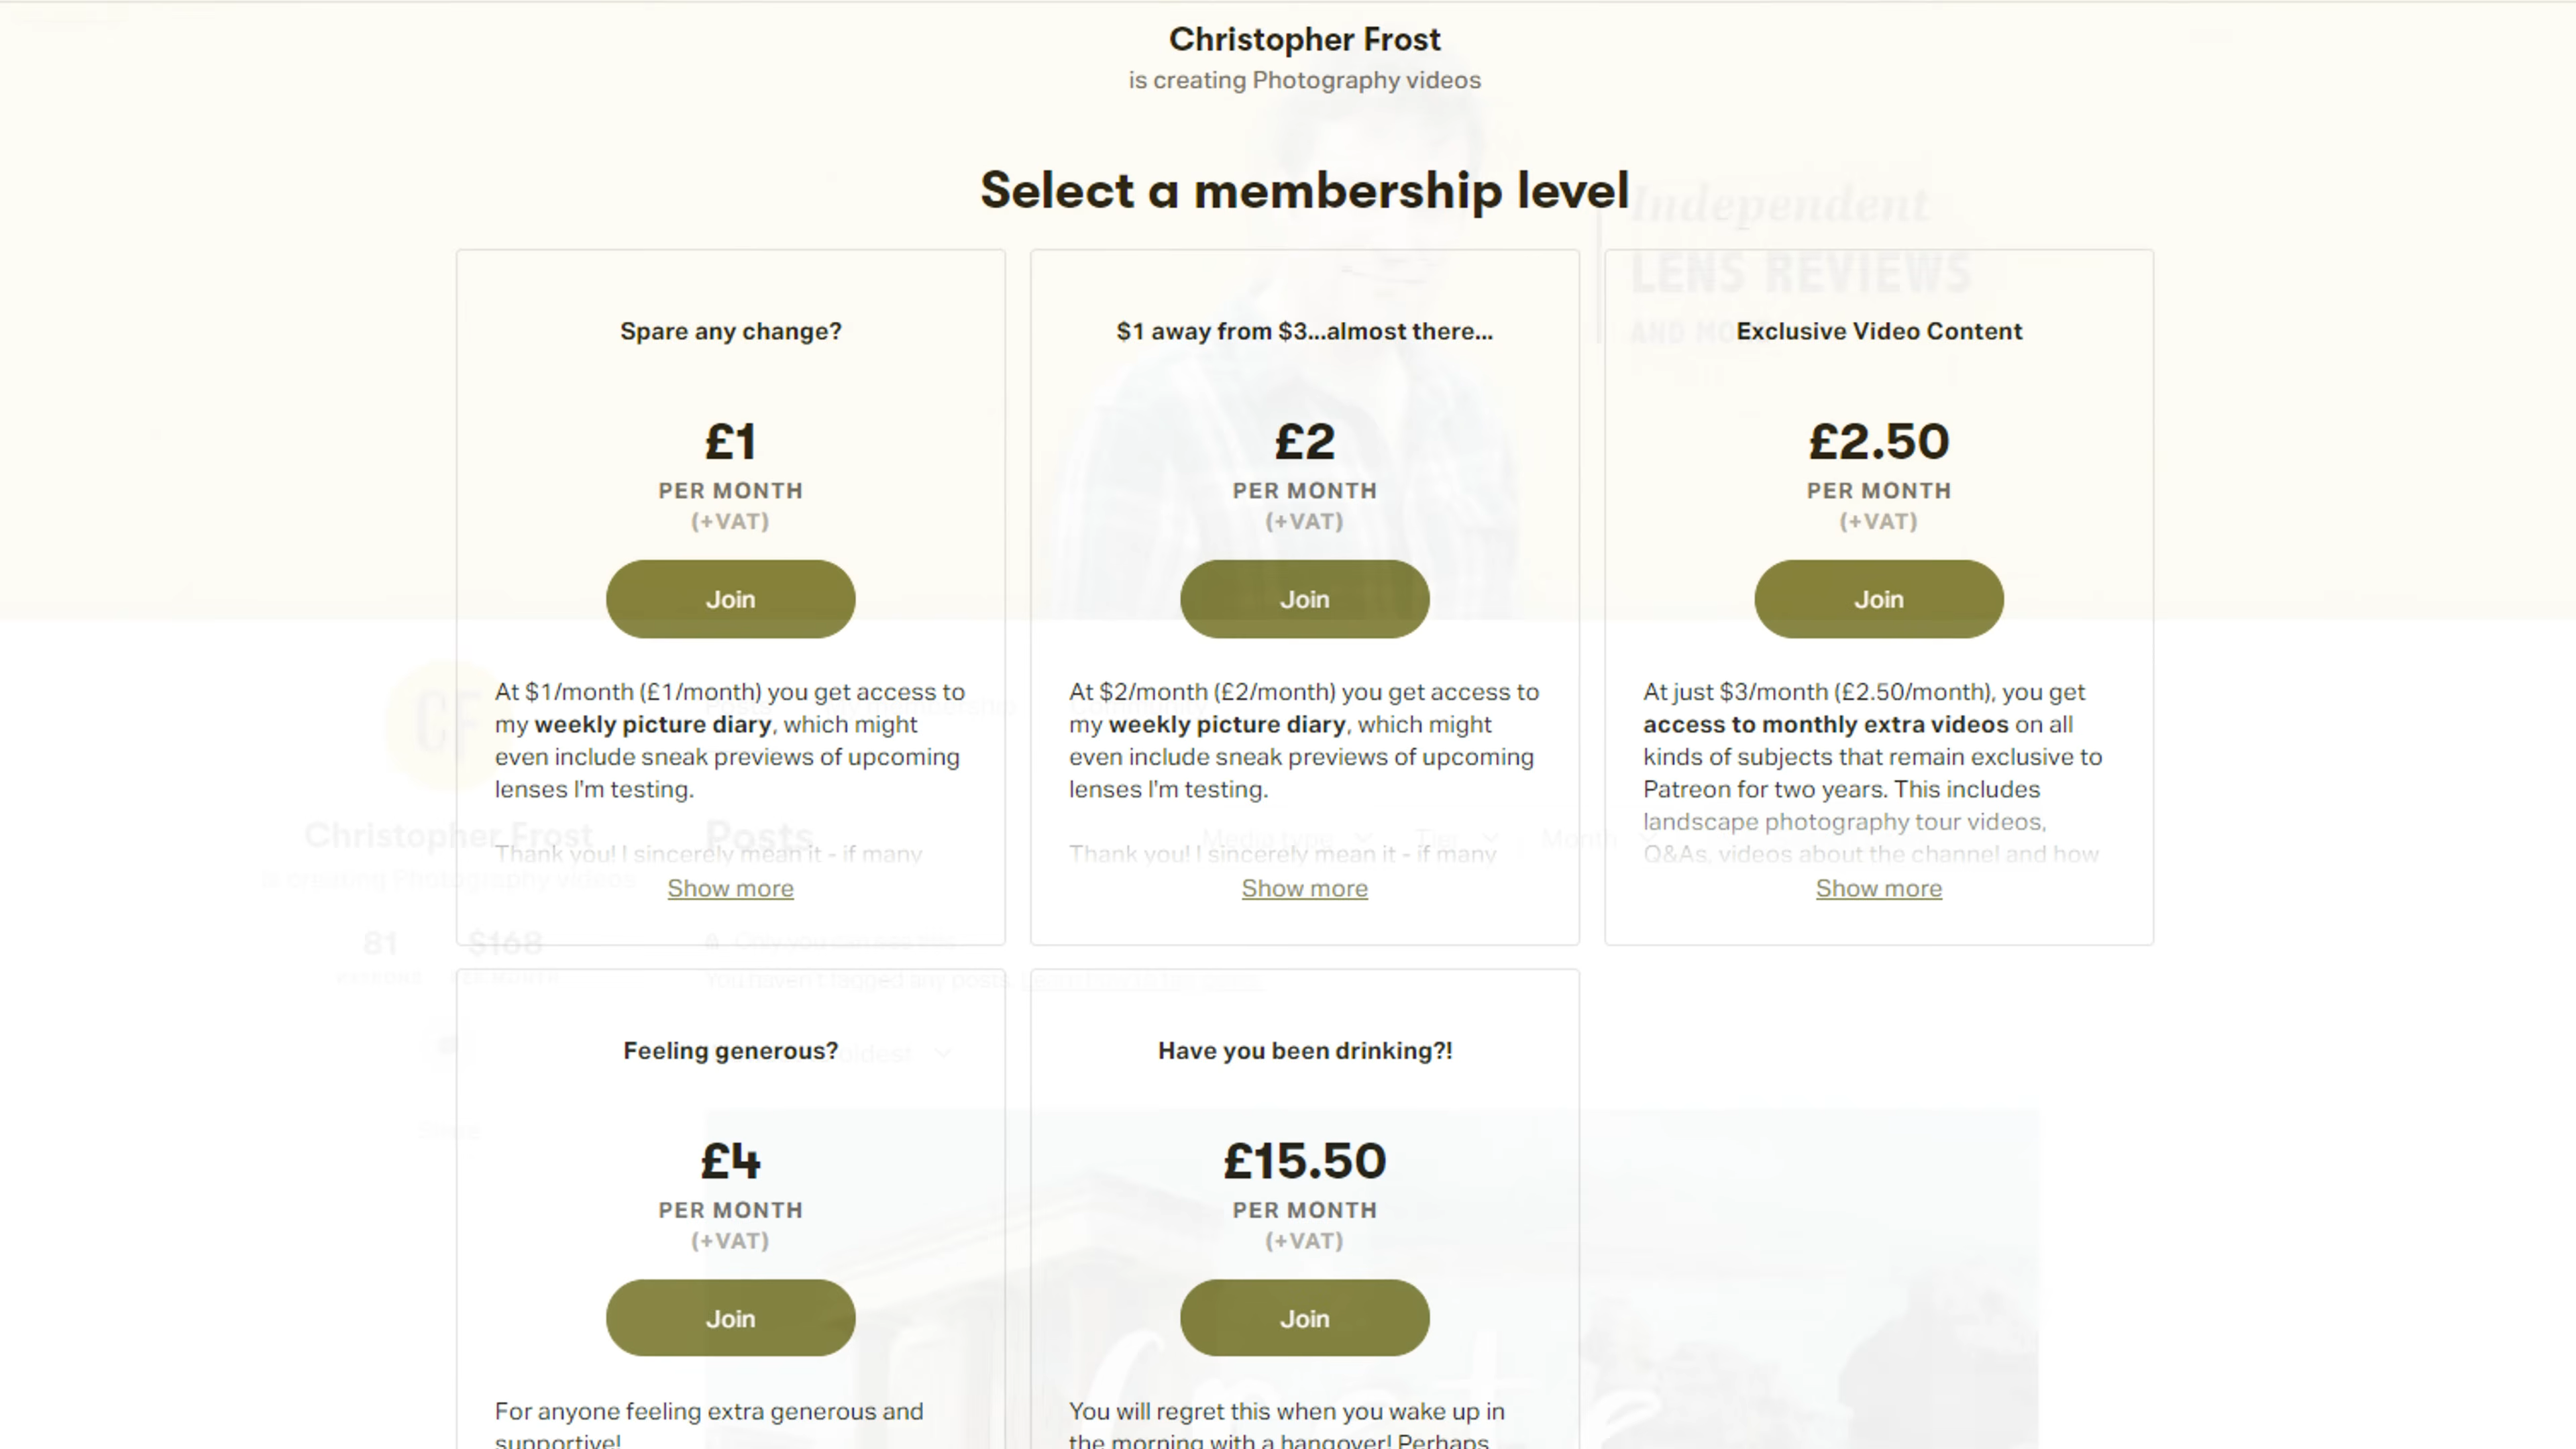 Christopher Frost
is creating Photography videos
Select a membership level
Independent
LENS REVIEWS
AND MO
Spare any change?
£1
PER MONTH
(+VAT)
Join
At $1/month (£1/month) you get access to
my weekly picture diary, which might
even include sneak previews of upcoming
lenses I'm testing.
Thank you! I sincerely mean it - if many
Show more
$1 away from $3...almost there...
£2
PER MONTH
(+VAT)
Join
At $2/month (£2/month) you get access to
my weekly picture diary, which might
even include sneak previews of upcoming
lenses I'm testing.
Thank you! I sincerely mean it - if many
Show more
Exclusive Video Content
£2.50
PER MONTH
(+VAT)
Join
At just $3/month (£2.50/month), you get
access to monthly extra videos on all
kinds of subjects that remain exclusive to
Patreon for two years. This includes
landscape photography tour videos,
Q&As, videos about the channel and how
Show more
CF
Christopher Frost
is creating Photography videos
81
$168
Posts
Media type
Tier
Month
You haven't tagged any posts.
oldest
Feeling generous?
£4
PER MONTH
(+VAT)
Join
For anyone feeling extra generous and
supportive!
Have you been drinking?!
£15.50
PER MONTH
(+VAT)
Join
You will regret this when you wake up in
the morning with a hangover! Perhaps